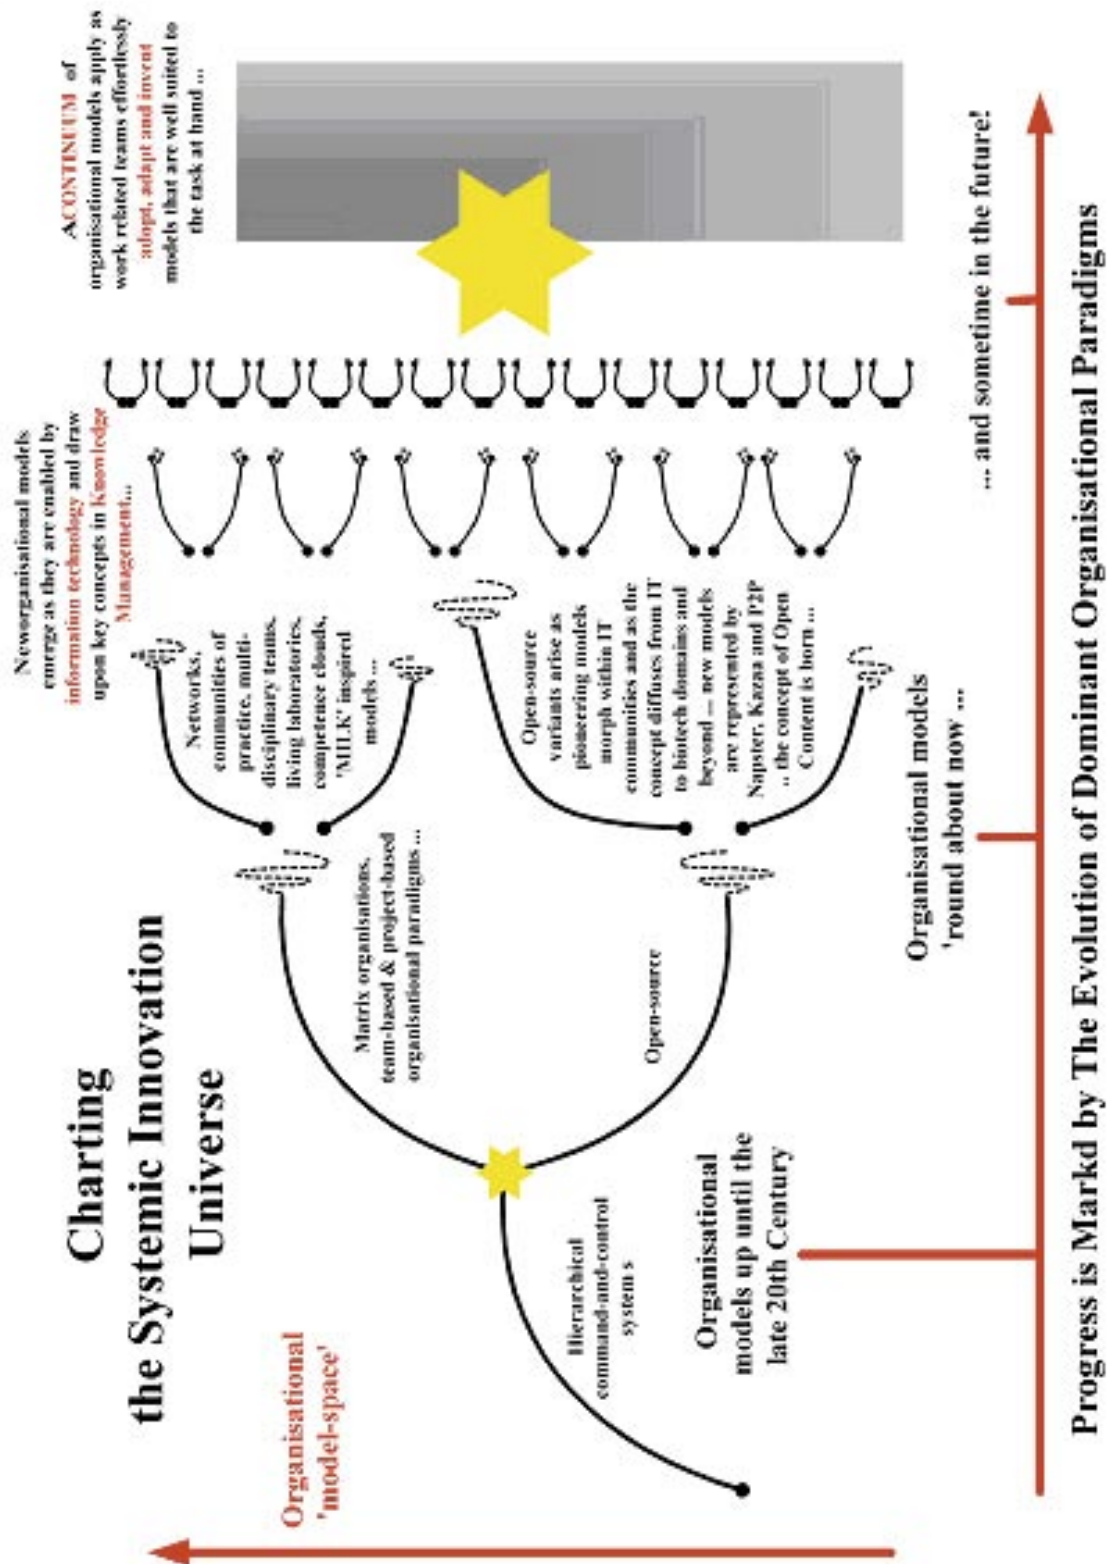 Charting
the Systemic Innovation
Universe
Organisational
'model-space'
Hierarchical
command-and-control
system s
Organisational
models up until the
late 20th Century
Matrix organisations,
team-based & project-based
organisational paradigms ...
Open-source
Networks,
communities of
practice, multi-
disciplinary teams,
living laboratories,
competence clouds,
'MILK' inspired
models ...
Open-source
variants arise as
pioneering models
morph within IT
communities and as the
concept diffuses from IT
to biotech domains and
beyond ... new models
are represented by
Napster, Kazaa and P2P
.. the concept of Open
Content is born ...
Organisational models
'round about now ...
Neworganisational models
emerge as they are enabled by
information technology and draw
upon key concepts in Knowledge
Management...
ACONTINUUM of
organisational models apply as
work related teams effortlessly
adopt, adapt and invent
models that are well suited to
the task at hand ...
... and sometime in the future!
Progress is Markd by The Evolution of Dominant Organisational Paradigms